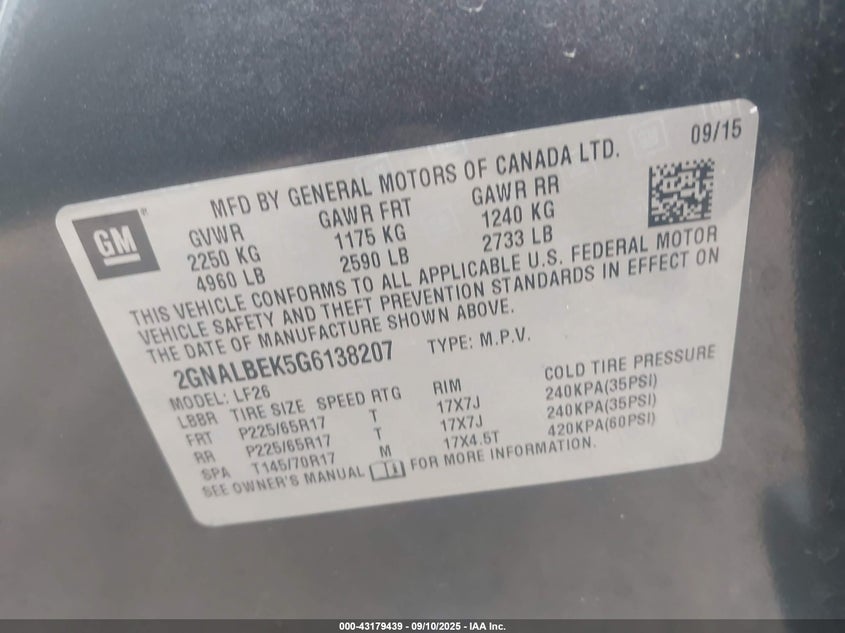 09/15
MFD BY GENERAL MOTORS OF CANADA LTD.
GM
GVWR GAWR FRT GAWR RR
2250 KG 1175 KG 1240 KG
4960 LB 2590 LB 2733 LB
THIS VEHICLE CONFORMS TO ALL APPLICABLE U.S. FEDERAL MOTOR
VEHICLE SAFETY AND THEFT PREVENTION STANDARDS IN EFFECT ON
THE DATE OF MANUFACTURE SHOWN ABOVE.
2GNALBEK5G6138207 TYPE: M.P.V.
MODEL: LF26
LBBR TIRE SIZE SPEED RTG RIM COLD TIRE PRESSURE
FRT P225/65R17 T 17X7J 240KPA(35PSI)
RR P225/65R17 T 17X7J 240KPA(35PSI)
SPA T145/70R17 M 17X4.5T 420KPA(60PSI)
SEE OWNER'S MANUAL FOR MORE INFORMATION.
000-43179439 - 09/10/2025 - IAA Inc.